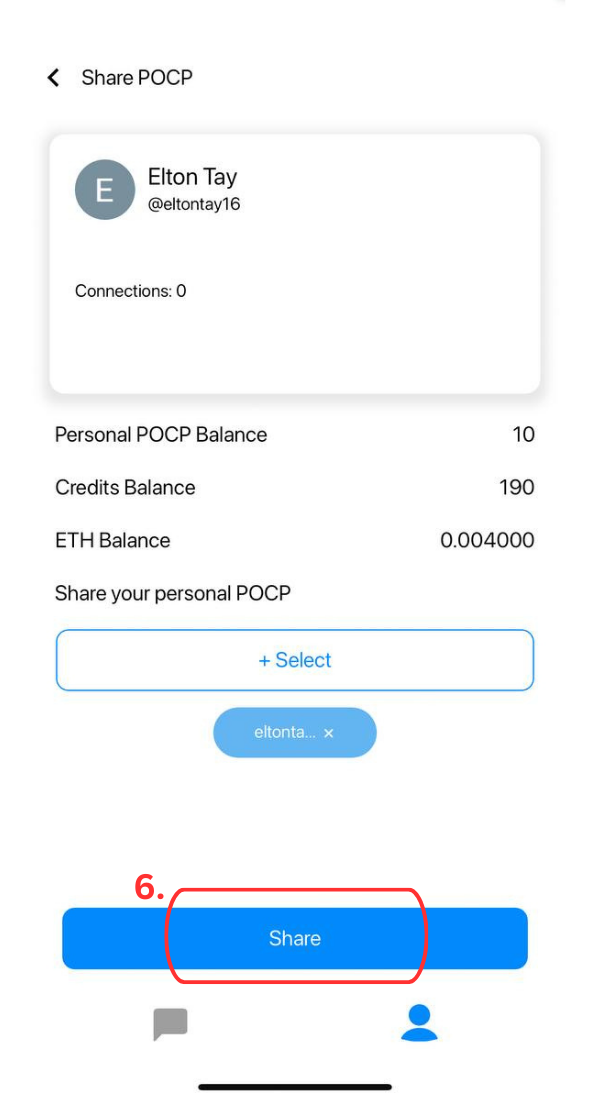 Share POCP
E
Elton Tay
@eltontay16
Connections: 0
Personal POCP Balance 10
Credits Balance 190
ETH Balance 0.004000
Share your personal POCP
+ Select
eltonta... ×
6.
Share